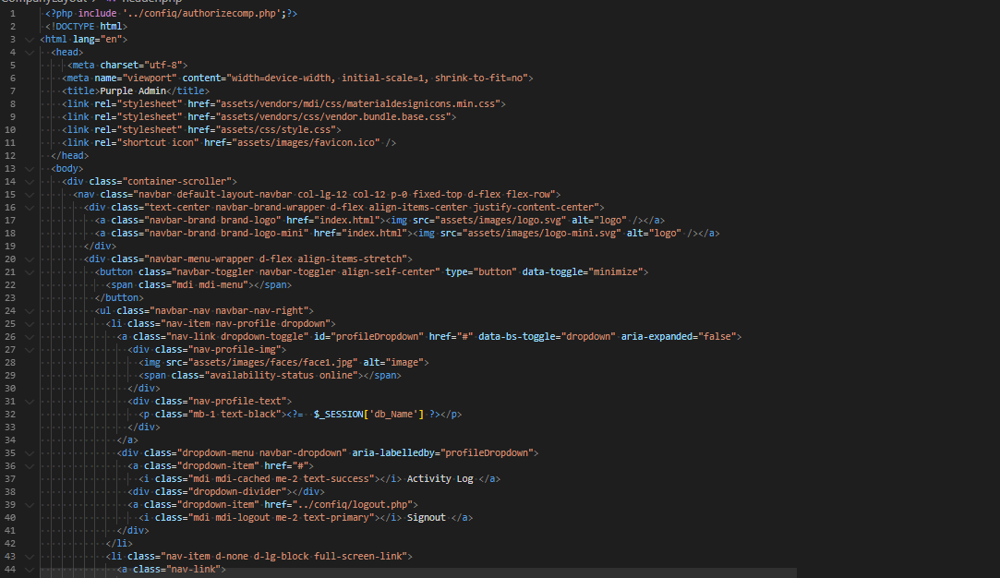 CompanyLayout > header.php
1 <?php include '../confiq/authorizecomp.php';?>
2 <!DOCTYPE html>
3 <html lang="en">
4 <head>
5 <meta charset="utf-8">
6 <meta name="viewport" content="width=device-width, initial-scale=1, shrink-to-fit=no">
7 <title>Purple Admin</title>
8 <link rel="stylesheet" href="assets/vendors/mdi/css/materialdesignicons.min.css">
9 <link rel="stylesheet" href="assets/vendors/css/vendor.bundle.base.css">
10 <link rel="stylesheet" href="assets/css/style.css">
11 <link rel="shortcut icon" href="assets/images/favicon.ico" />
12 </head>
13 <body>
14 <div class="container-scroller">
15 <nav class="navbar default-layout-navbar col-lg-12 col-12 p-0 fixed-top d-flex flex-row">
16 <div class="text-center navbar-brand-wrapper d-flex align-items-center justify-content-center">
17 <a class="navbar-brand brand-logo" href="index.html"><img src="assets/images/logo.svg" alt="logo" /></a>
18 <a class="navbar-brand brand-logo-mini" href="index.html"><img src="assets/images/logo-mini.svg" alt="logo" /></a>
19 </div>
20 <div class="navbar-menu-wrapper d-flex align-items-stretch">
21 <button class="navbar-toggler navbar-toggler align-self-center" type="button" data-toggle="minimize">
22 <span class="mdi mdi-menu"></span>
23 </button>
24 <ul class="navbar-nav navbar-nav-right">
25 <li class="nav-item nav-profile dropdown">
26 <a class="nav-link dropdown-toggle" id="profileDropdown" href="#" data-bs-toggle="dropdown" aria-expanded="false">
27 <div class="nav-profile-img">
28 <img src="assets/images/faces/face1.jpg" alt="image">
29 <span class="availability-status online"></span>
30 </div>
31 <div class="nav-profile-text">
32 <p class="mb-1 text-black"><?= $_SESSION['db_Name'] ?></p>
33 </div>
34 </a>
35 <div class="dropdown-menu navbar-dropdown" aria-labelledby="profileDropdown">
36 <a class="dropdown-item" href="#">
37 <i class="mdi mdi-cached me-2 text-success"></i> Activity Log </a>
38 <div class="dropdown-divider"></div>
39 <a class="dropdown-item" href="../confiq/logout.php">
40 <i class="mdi mdi-logout me-2 text-primary"></i> Signout </a>
41 </div>
42 </li>
43 <li class="nav-item d-none d-lg-block full-screen-link">
44 <a class="nav-link">